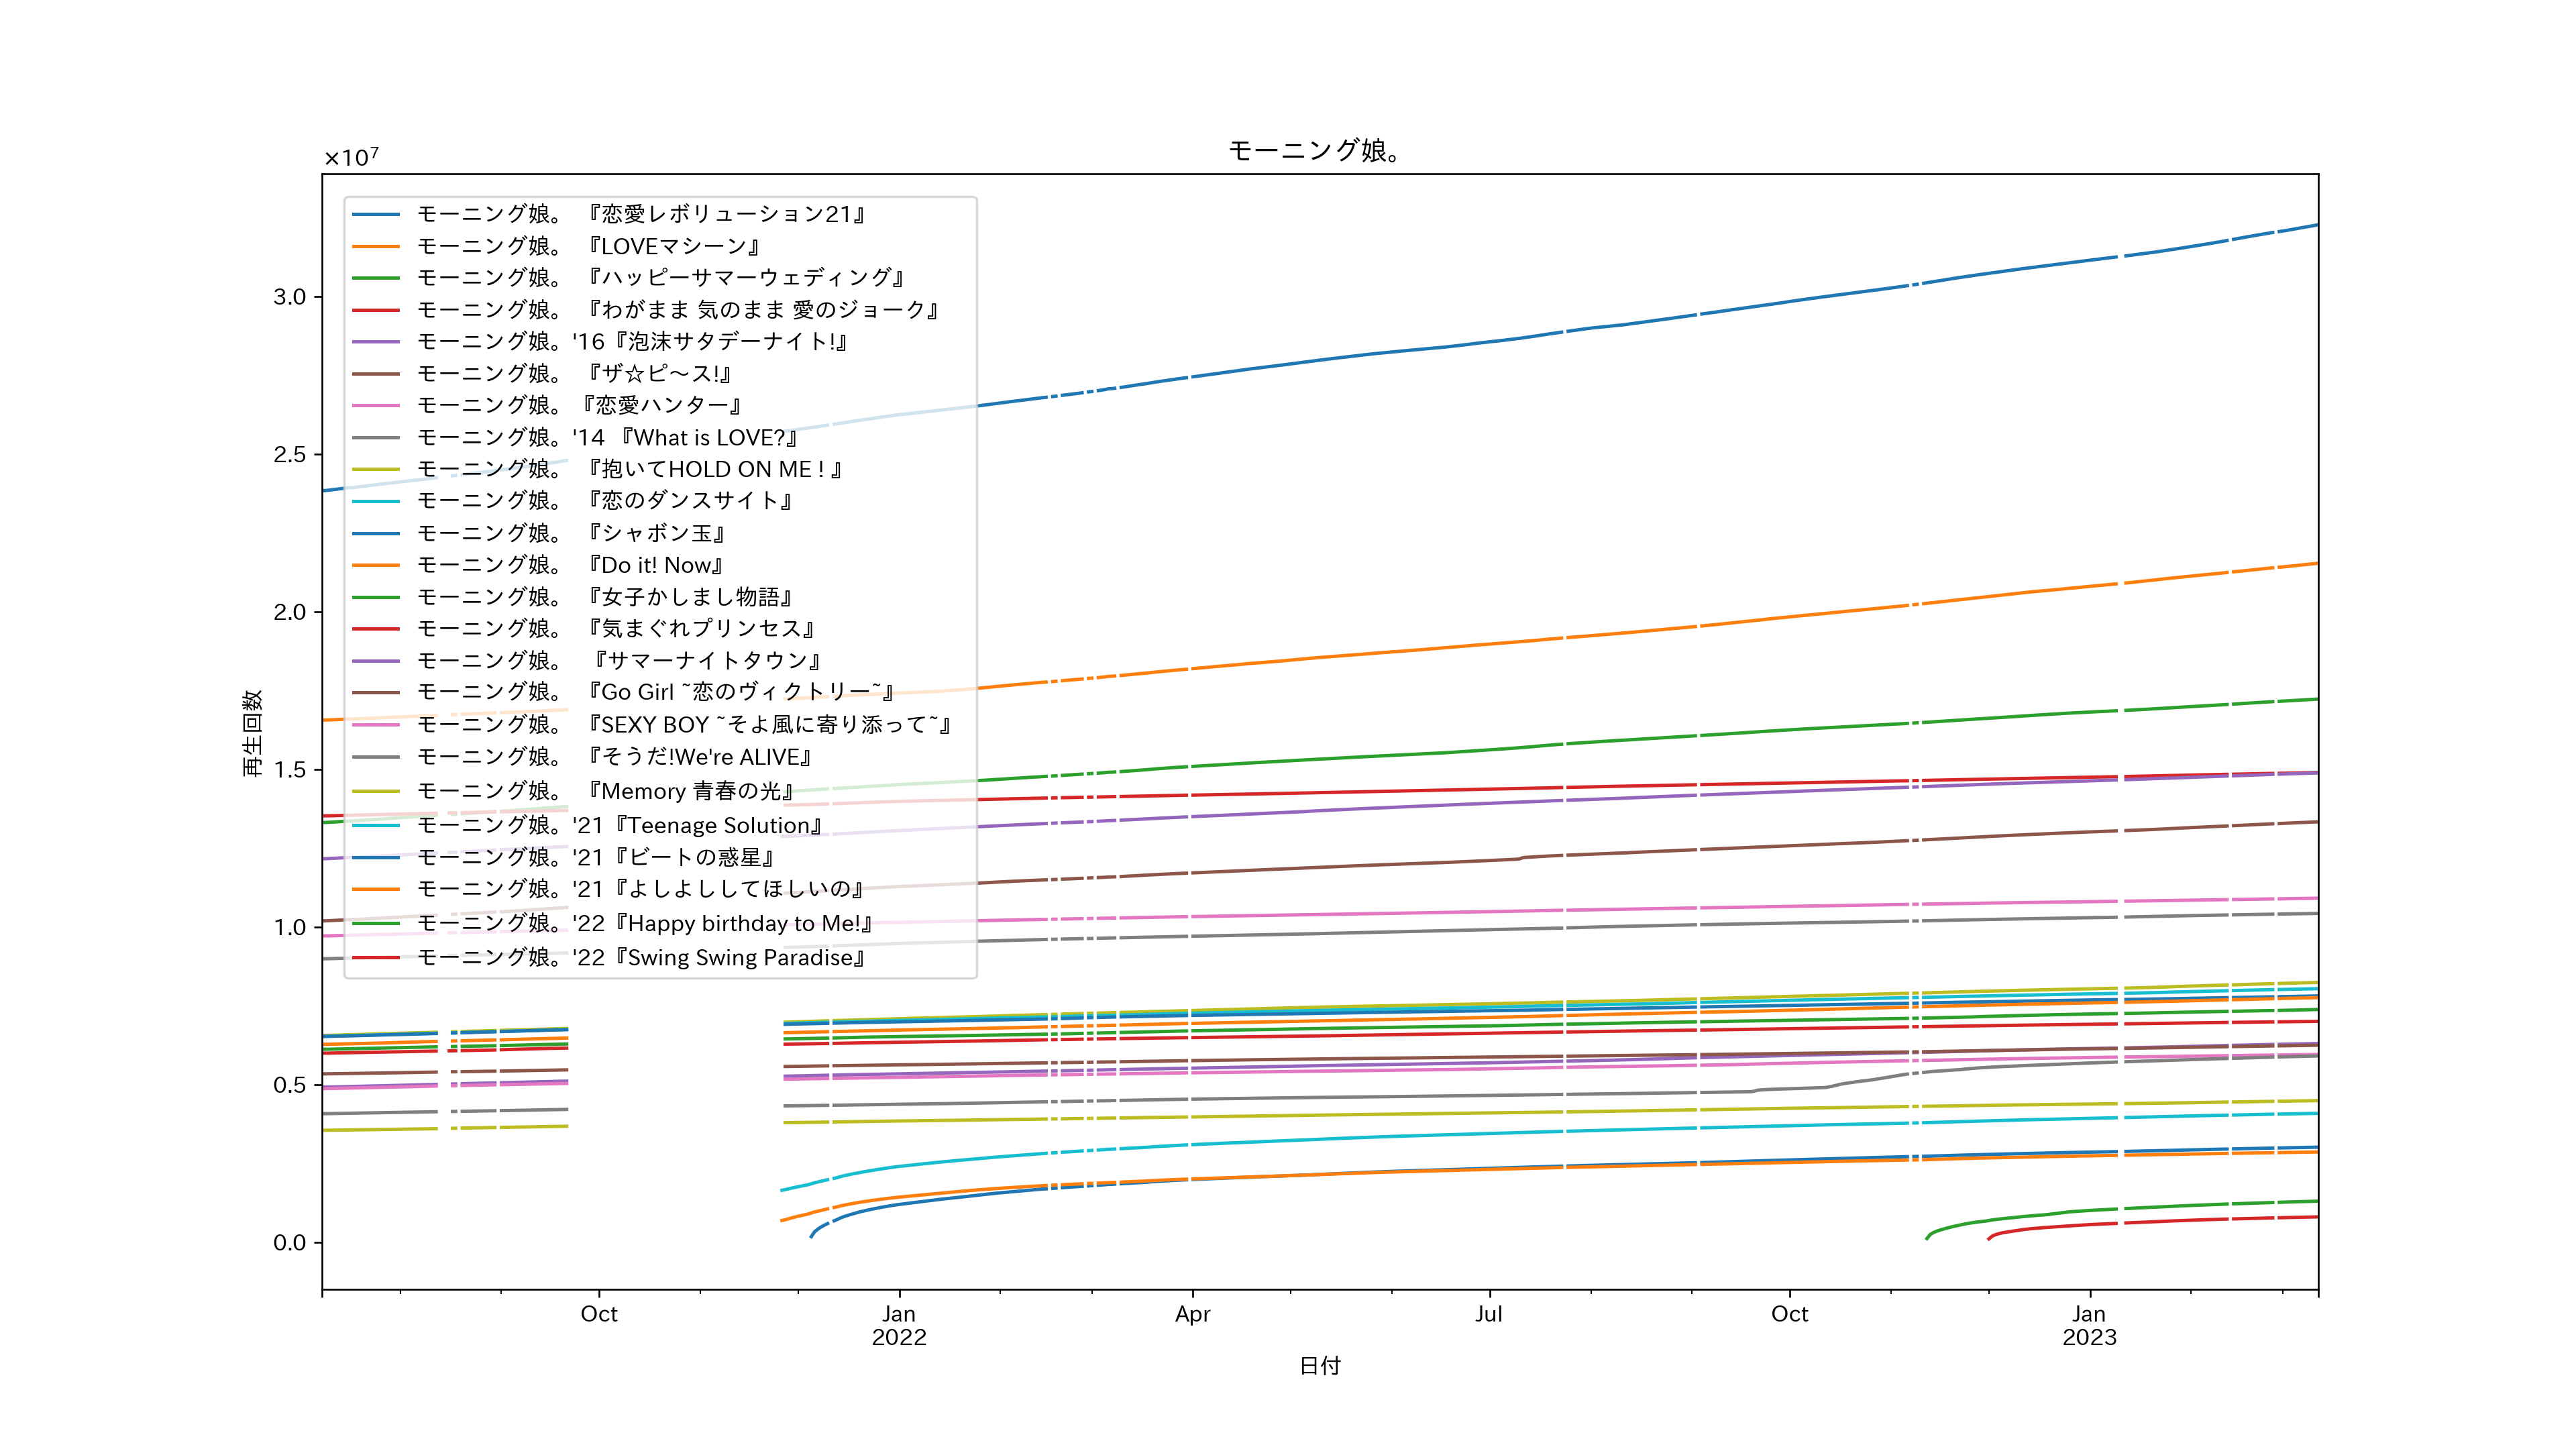 モーニング娘。
×10⁷
モーニング娘。 『恋愛レボリューション21』
モーニング娘。 『LOVEマシーン』
モーニング娘。 『ハッピーサマーウェディング』
モーニング娘。 『わがまま 気のまま 愛のジョーク』
モーニング娘。'16『泡沫サタデーナイト!』
モーニング娘。 『ザ☆ピ〜ス!』
モーニング娘。『恋愛ハンター』
モーニング娘。'14 『What is LOVE?』
モーニング娘。 『抱いてHOLD ON ME ! 』
モーニング娘。 『恋のダンスサイト』
モーニング娘。 『シャボン玉』
モーニング娘。 『Do it! Now』
モーニング娘。 『女子かしまし物語』
モーニング娘。 『気まぐれプリンセス』
モーニング娘。 『サマーナイトタウン』
モーニング娘。 『Go Girl ~恋のヴィクトリー~』
モーニング娘。 『SEXY BOY ~そよ風に寄り添って~』
モーニング娘。 『そうだ!We're ALIVE』
モーニング娘。 『Memory 青春の光』
モーニング娘。'21『Teenage Solution』
モーニング娘。'21『ビートの惑星』
モーニング娘。'21『よしよししてほしいの』
モーニング娘。'22『Happy birthday to Me!』
モーニング娘。'22『Swing Swing Paradise』
3.0
2.5
2.0
1.5
1.0
0.5
0.0
再生回数
Oct Jan Apr Jul Oct Jan
2022 2023
日付